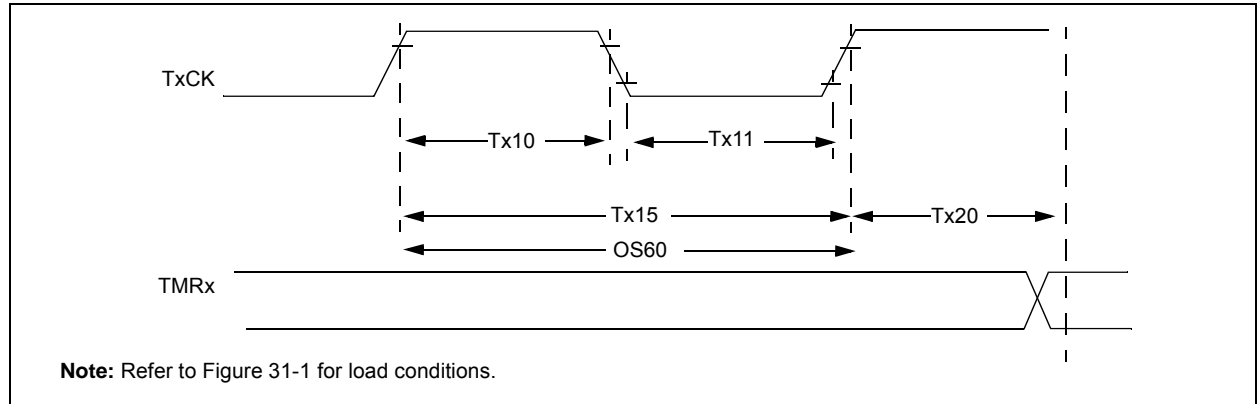 TxCK
Tx10
Tx11
Tx15
Tx20
OS60
TMRx
Note: Refer to Figure 31-1 for load conditions.